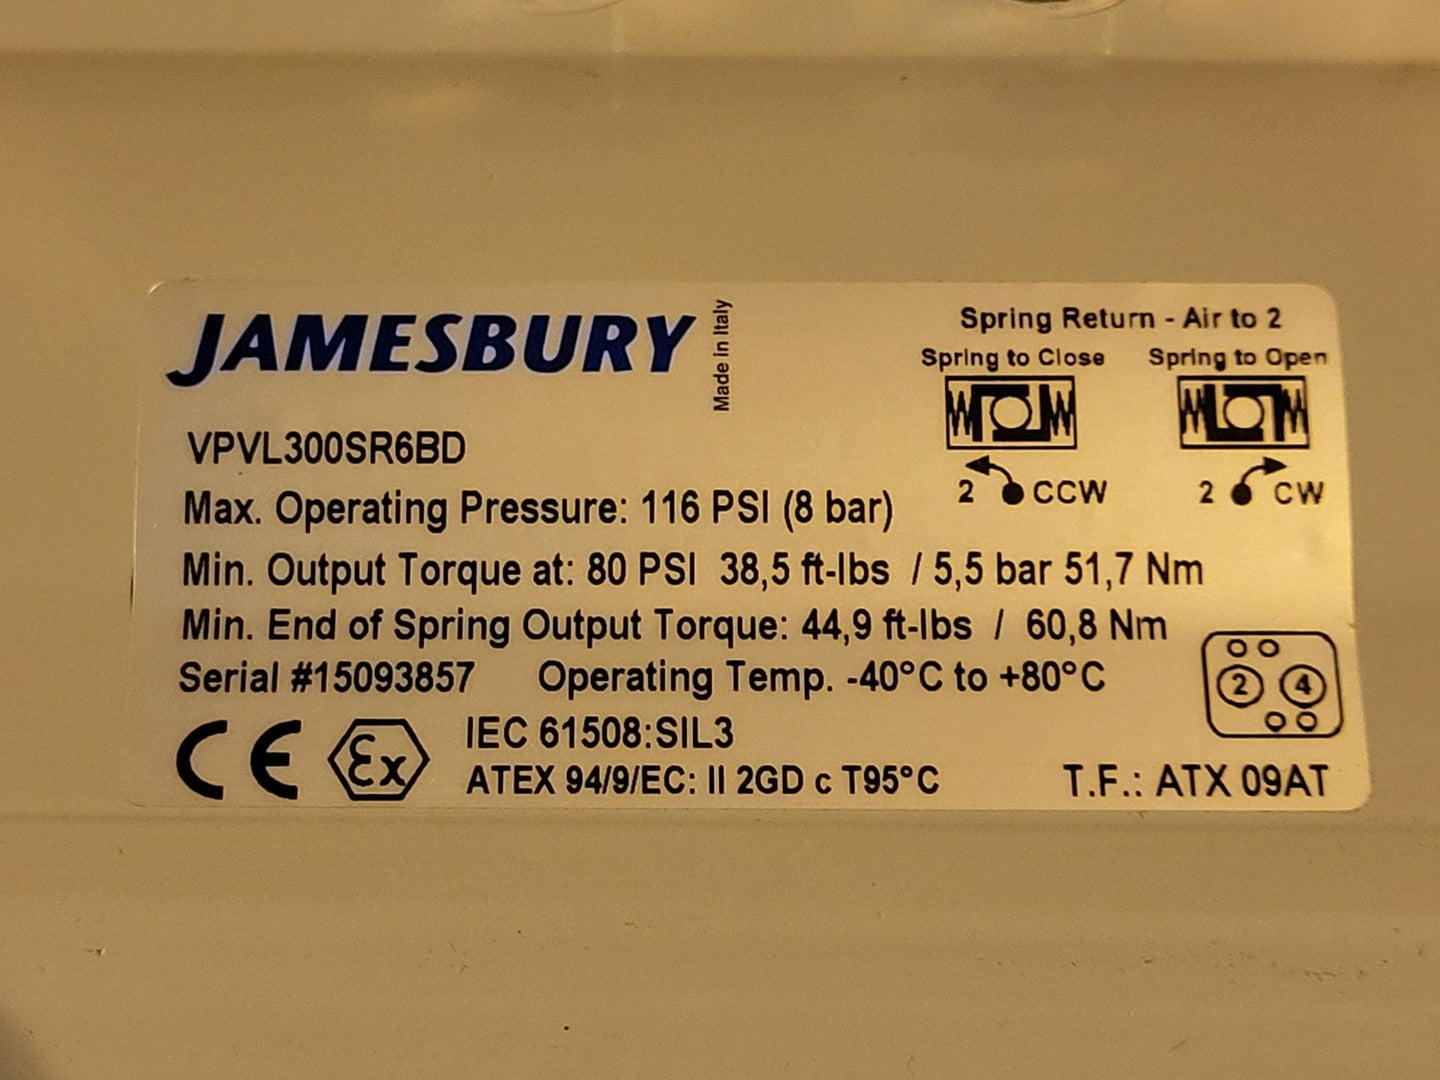 JAMESBURY
Made in Italy
Spring Return - Air to 2
Spring to Close
Spring to Open
2 CCW
2 CW
VPVL300SR6BD
Max. Operating Pressure: 116 PSI (8 bar)
Min. Output Torque at: 80 PSI 38,5 ft-lbs / 5,5 bar 51,7 Nm
Min. End of Spring Output Torque: 44,9 ft-lbs / 60,8 Nm
Serial #15093857 Operating Temp. -40°C to +80°C
2 4
CE Ex IEC 61508:SIL3
ATEX 94/9/EC: II 2GD c T95°C
T.F.: ATX 09AT